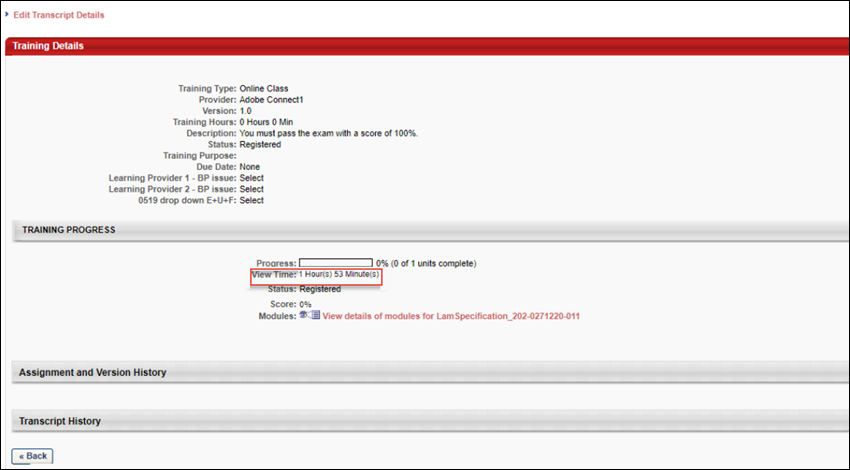 Edit Transcript Details
Training Details
Training Type: Online Class
Provider: Adobe Connect1
Version: 1.0
Training Hours: 0 Hours 0 Min
Description: You must pass the exam with a score of 100%.
Status: Registered
Training Purpose:
Due Date: None
Learning Provider 1 - BP issue: Select
Learning Provider 2 - BP issue: Select
0519 drop down E+U+F: Select
TRAINING PROGRESS
Progress: 0% (0 of 1 units complete)
View Time: 1 Hour(s) 53 Minute(s)
Status: Registered
Score: 0%
Modules: View details of modules for LamSpecification_202-0271220-011
Assignment and Version History
Transcript History
« Back